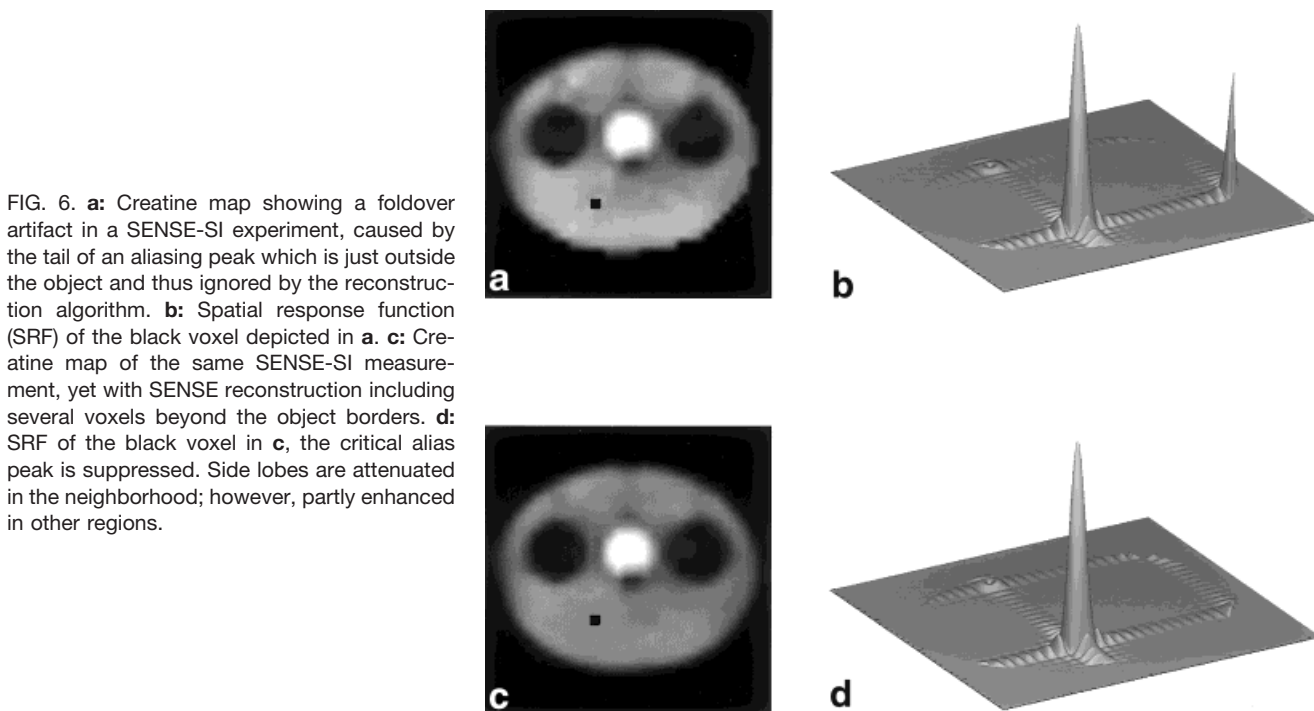 FIG. 6. a: Creatine map showing a foldover
artifact in a SENSE-SI experiment, caused by
the tail of an aliasing peak which is just outside
the object and thus ignored by the reconstruc-
tion algorithm. b: Spatial response function
(SRF) of the black voxel depicted in a. c: Cre-
atine map of the same SENSE-SI measure-
ment, yet with SENSE reconstruction including
several voxels beyond the object borders. d:
SRF of the black voxel in c, the critical alias
peak is suppressed. Side lobes are attenuated
in the neighborhood; however, partly enhanced
in other regions.
a
b
c
d